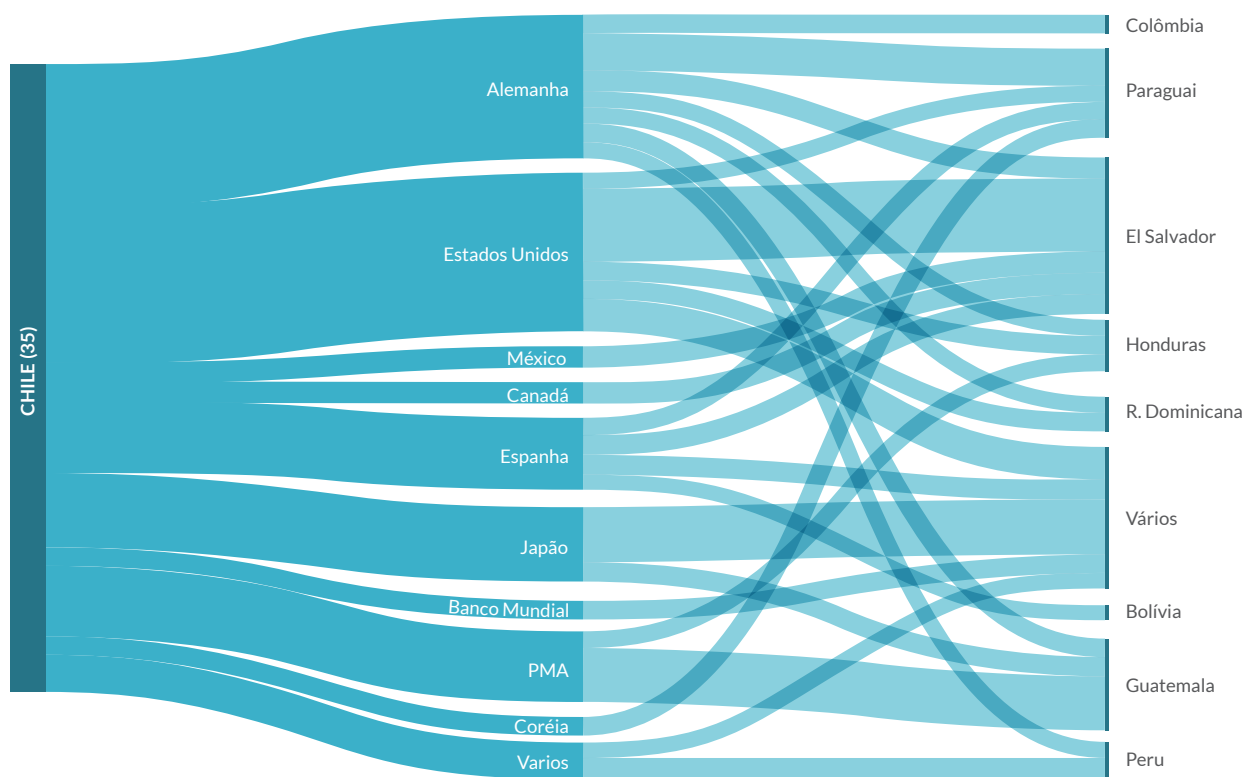 CHILE (35)
Alemanha
Estados Unidos
México
Canadá
Espanha
Japão
Banco Mundial
PMA
Coréia
Varios
Colômbia
Paraguai
El Salvador
Honduras
R. Dominicana
Vários
Bolívia
Guatemala
Peru